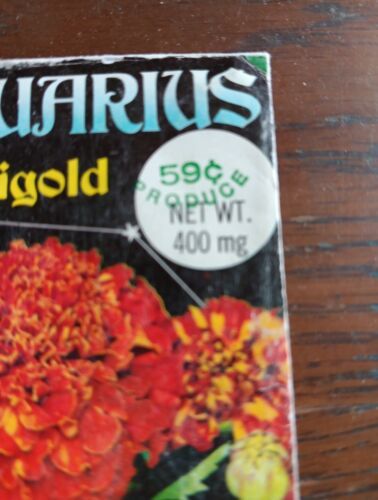 UARIUS
igold
59¢
PRODUCE
NET WT.
400 mg